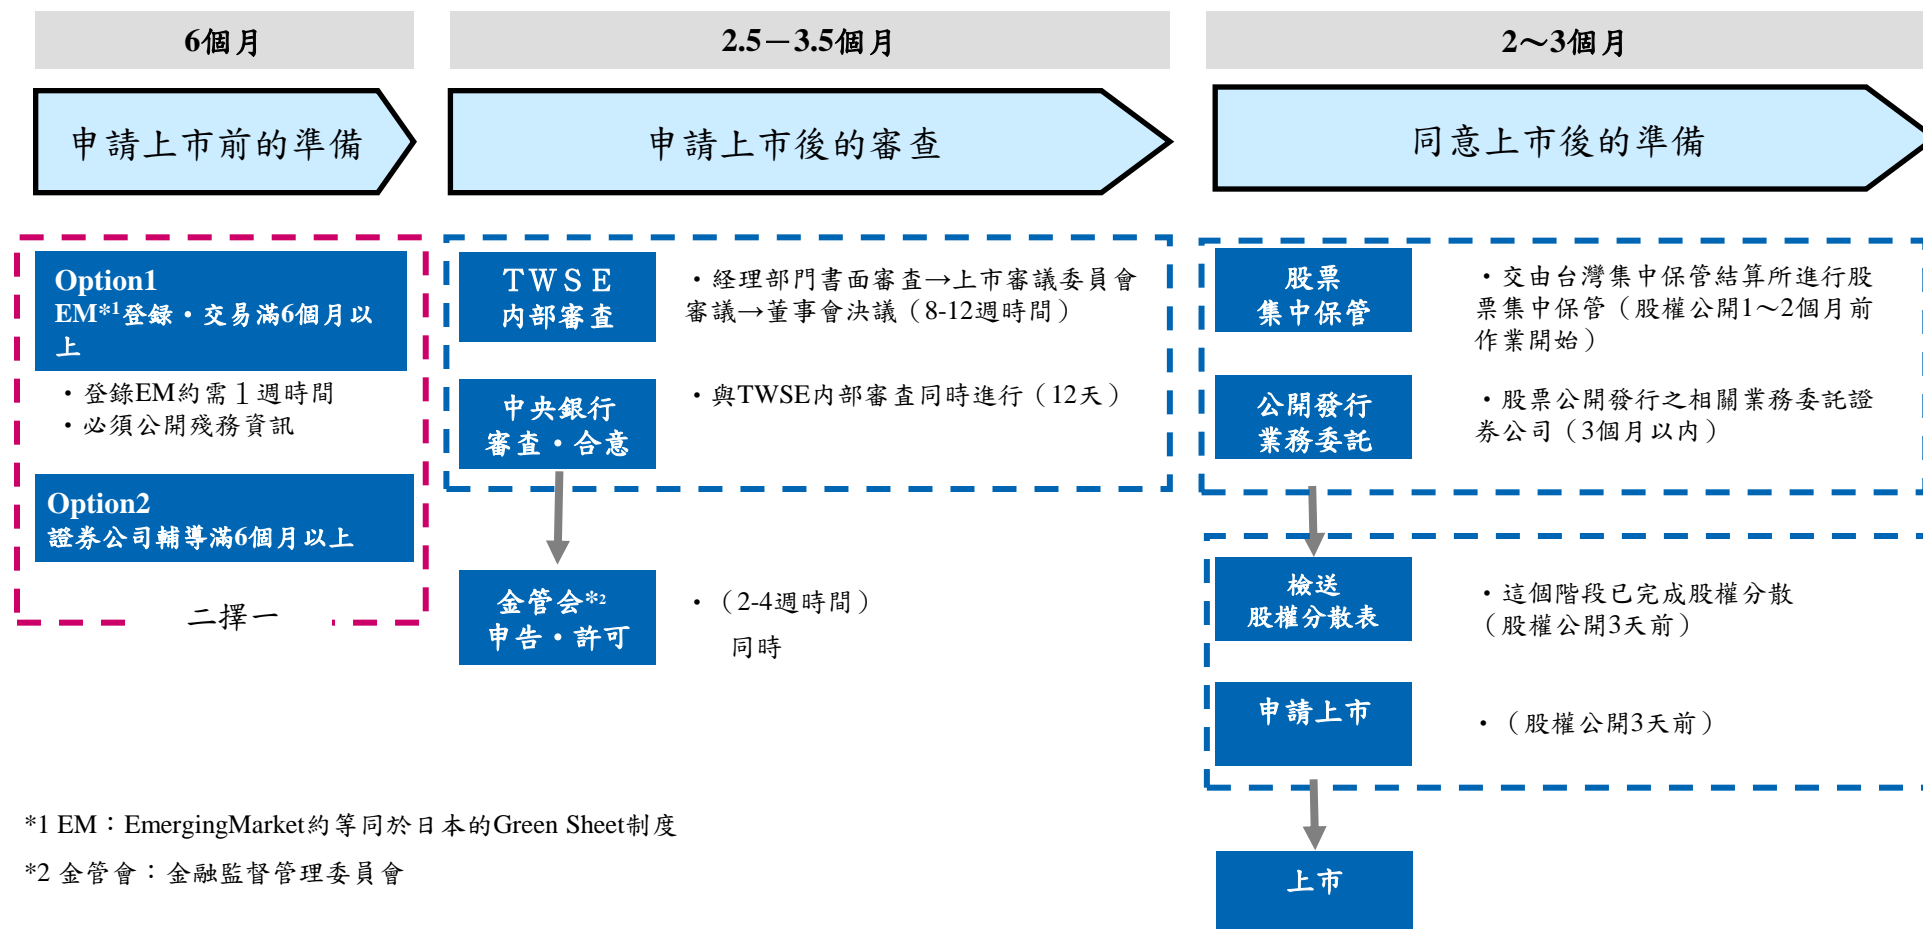 6個月
2.5－3.5個月
2～3個月
申請上市前的準備
申請上市後的審查
同意上市後的準備
Option1
EM*1登録・交易滿6個月以
上
・登錄EM約需１週時間
・必須公開殘務資訊
Option2
證券公司輔導滿6個月以上
二擇一
ＴＷＳＥ
内部審查
・経理部門書面審查→上市審議委員會
審議→董事會決議（8-12週時間）
中央銀行
審查・合意
・與TWSE内部審查同時進行（12天）
金管会*2
申告・許可
・（2-4週時間）
同時
股票
集中保管
・交由台灣集中保管結算所進行股
票集中保管（股權公開1～2個月前
作業開始）
公開發行
業務委託
・股票公開發行之相關業務委託證
券公司（3個月以内）
檢送
股權分散表
・這個階段已完成股權分散
（股權公開3天前）
申請上市
・（股權公開3天前）
上市
*1 EM：EmergingMarket約等同於日本的Green Sheet制度
*2 金管會：金融監督管理委員會